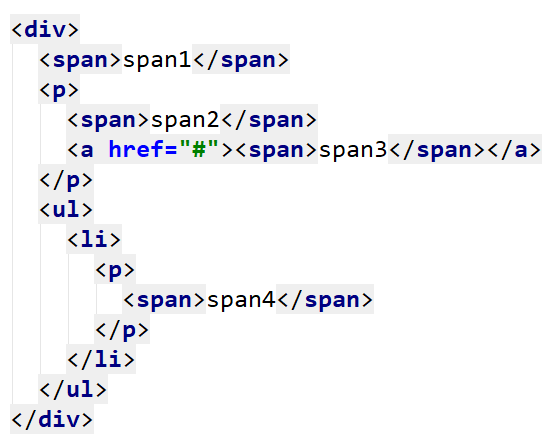 <div>
  <span>span1</span>
  <p>
    <span>span2</span>
    <a href="#"><span>span3</span></a>
  </p>
  <ul>
    <li>
      <p>
        <span>span4</span>
      </p>
    </li>
  </ul>
</div>